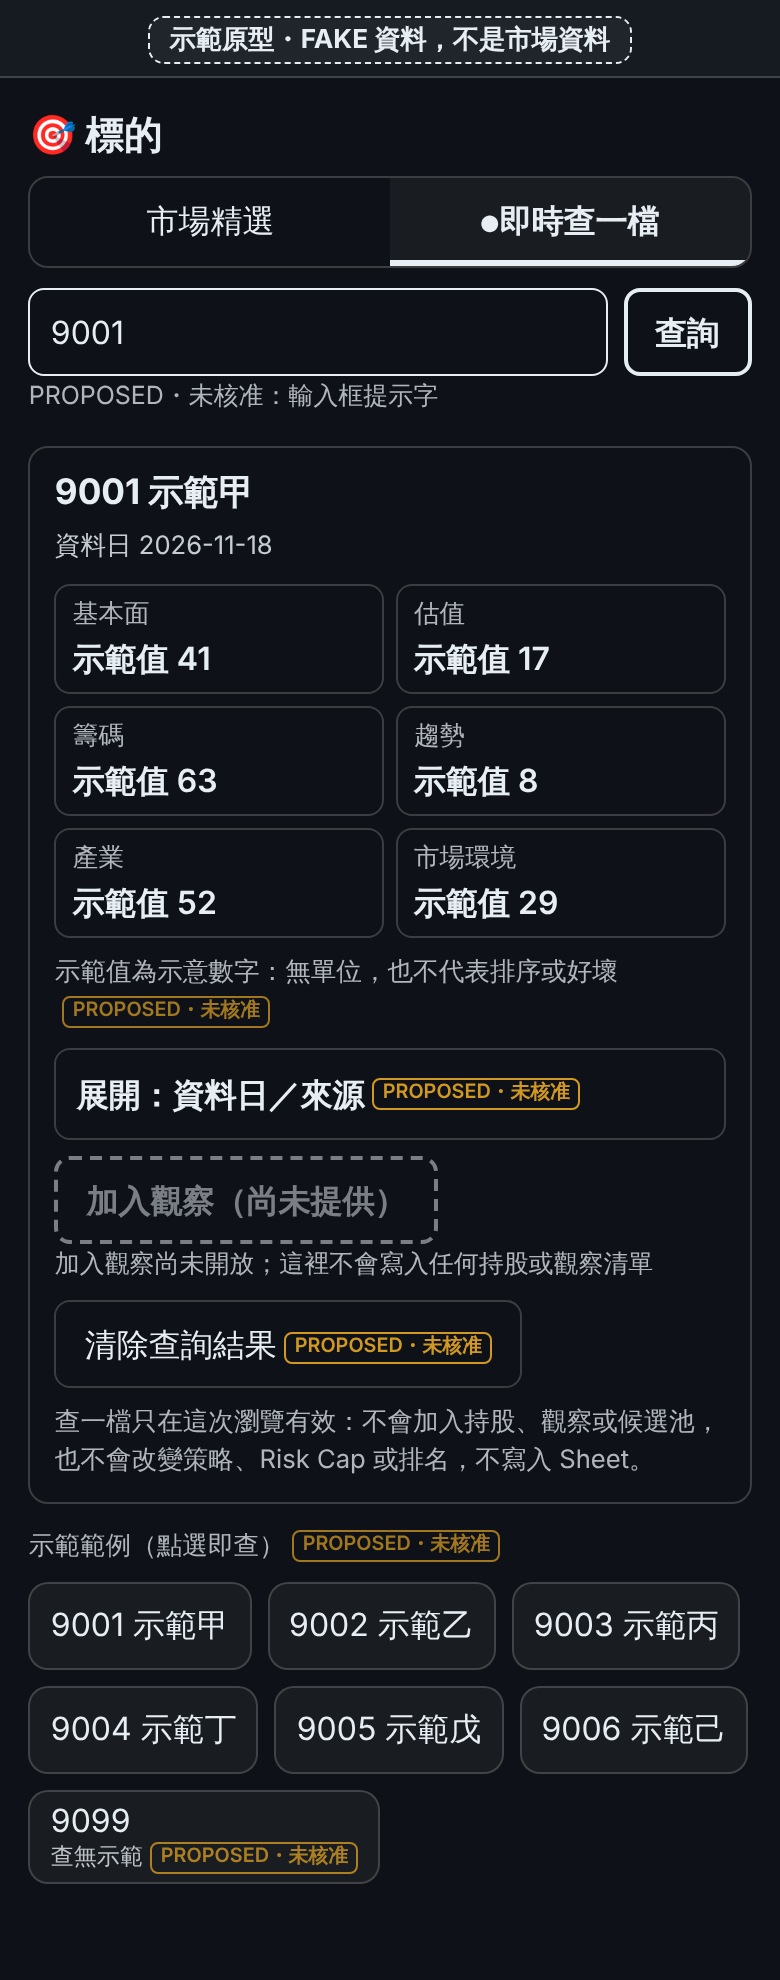 示範原型・FAKE 資料，不是市場資料
🎯 標的
市場精選
●即時查一檔
9001
查詢
PROPOSED・未核准：輸入框提示字
9001 示範甲
資料日 2026-11-18
基本面
示範值 41
估值
示範值 17
籌碼
示範值 63
趨勢
示範值 8
產業
示範值 52
市場環境
示範值 29
示範值為示意數字：無單位，也不代表排序或好壞
PROPOSED・未核准
展開：資料日／來源 PROPOSED・未核准
加入觀察（尚未提供）
加入觀察尚未開放；這裡不會寫入任何持股或觀察清單
清除查詢結果 PROPOSED・未核准
查一檔只在這次瀏覽有效：不會加入持股、觀察或候選池，
也不會改變策略、Risk Cap 或排名，不寫入 Sheet。
示範範例（點選即查） PROPOSED・未核准
9001 示範甲
9002 示範乙
9003 示範丙
9004 示範丁
9005 示範戊
9006 示範己
9099
查無示範 PROPOSED・未核准